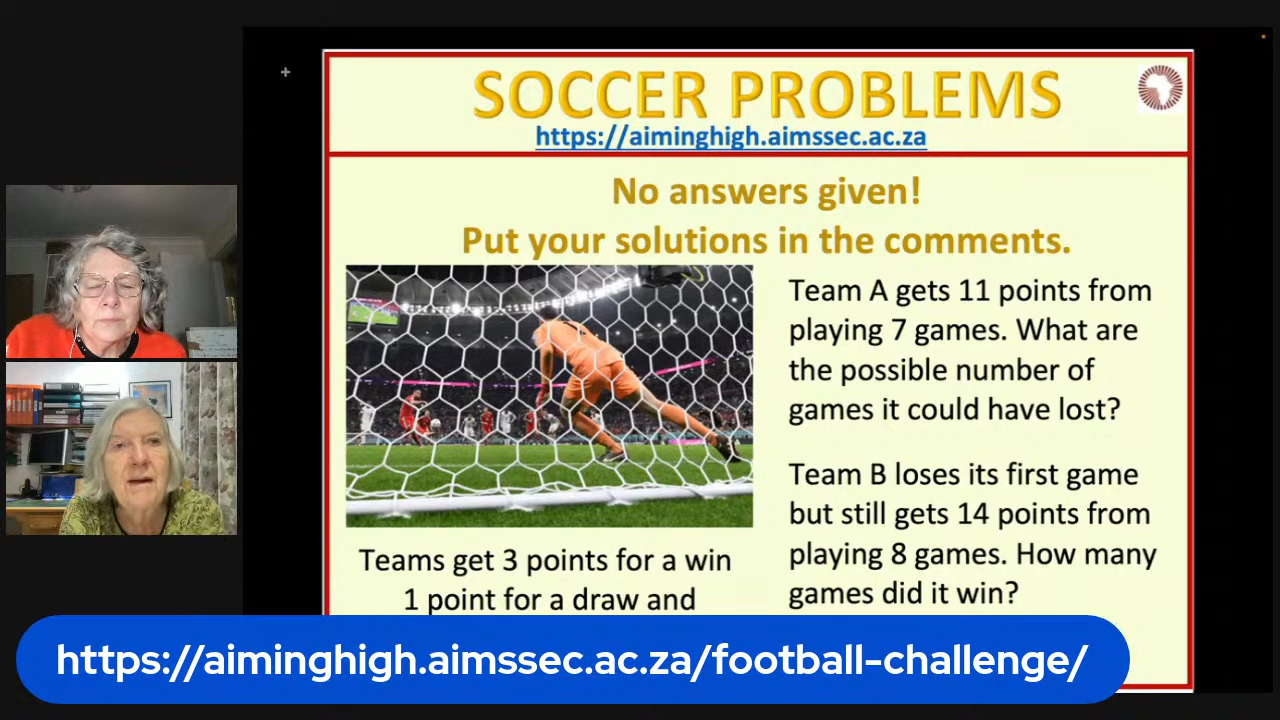 SOCCER PROBLEMS
https://aiminghigh.aimssec.ac.za
No answers given!
Put your solutions in the comments.
Team A gets 11 points from
playing 7 games. What are
the possible number of
games it could have lost?
Team B loses its first game
but still gets 14 points from
playing 8 games. How many
games did it win?
Teams get 3 points for a win
1 point for a draw and
https://aiminghigh.aimssec.ac.za/football-challenge/